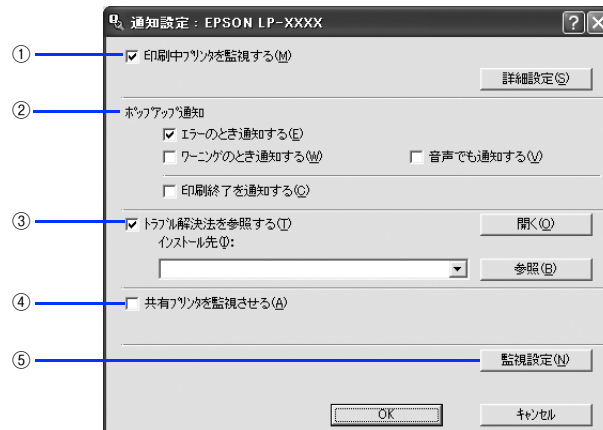 通知設定：EPSON LP-XXXX
① 印刷中プリンタを監視する(M)
詳細設定(S)
② ポップアップ通知
エラーのとき通知する(E)
ワーニングのとき通知する(W) 音声でも通知する(V)
印刷終了を通知する(C)
③ トラブル解決法を参照する(T) 開く(O)
インストール先(I):
参照(B)
④ 共有プリンタを監視させる(A)
⑤ 監視設定(N)
OK キャンセル